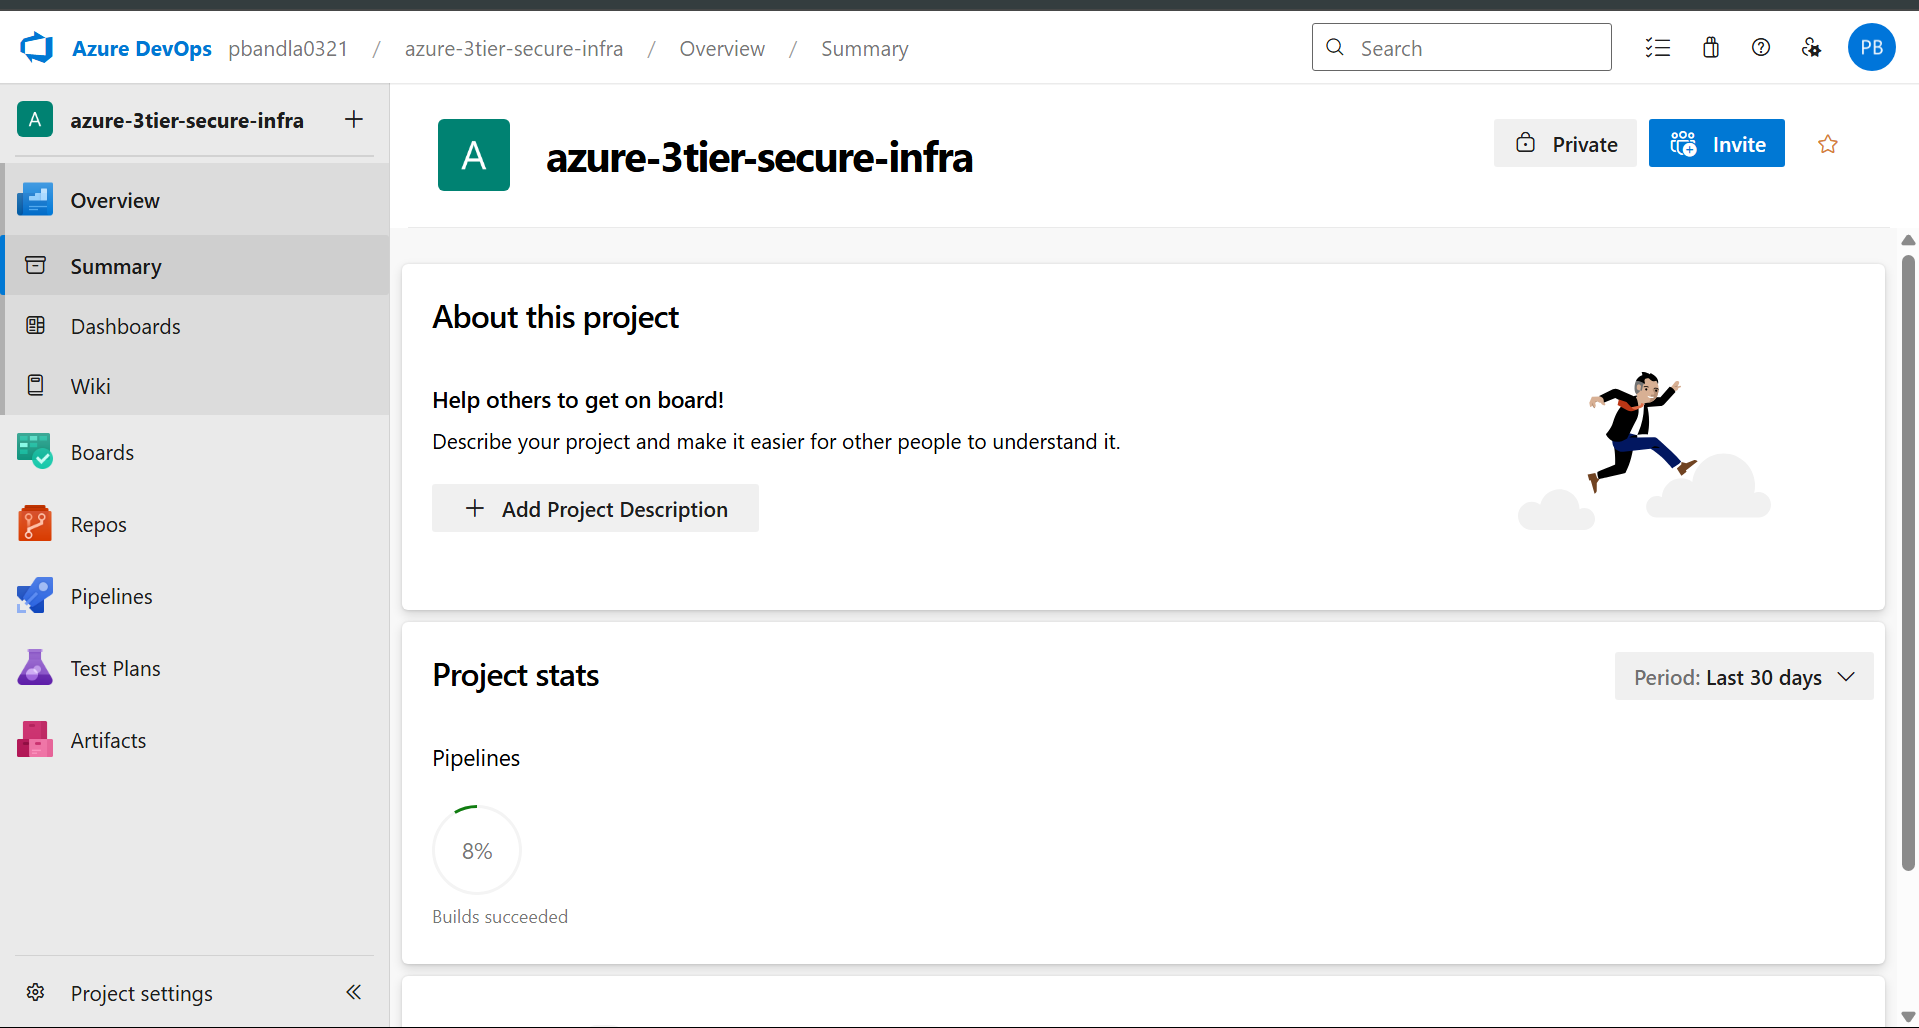 Azure DevOps pbandla0321 / azure-3tier-secure-infra / Overview / Summary
Search
PB
A azure-3tier-secure-infra
Overview
Summary
Dashboards
Wiki
Boards
Repos
Pipelines
Test Plans
Artifacts
Project settings
A azure-3tier-secure-infra
Private
Invite
About this project
Help others to get on board!
Describe your project and make it easier for other people to understand it.
+ Add Project Description
Project stats
Period: Last 30 days
Pipelines
8%
Builds succeeded